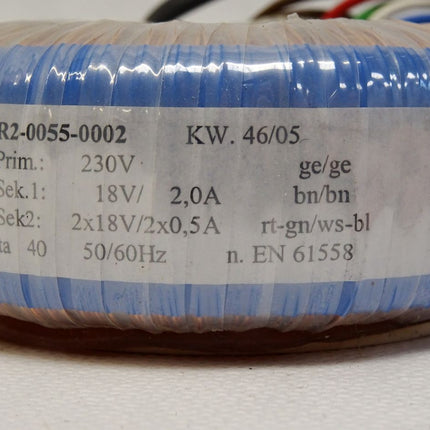 R2-0055-0002 KW. 46/05
Prim.: 230V ge/ge
Sek.1: 18V/ 2,0A bn/bn
Sek2: 2x18V/2x0,5A rt-gn/ws-bl
ta 40 50/60Hz n. EN 61558